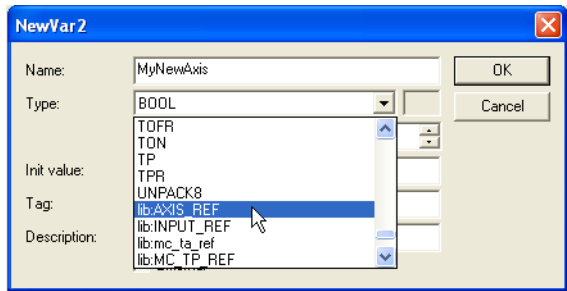 NewVar2
Name:
MyNewAxis
OK
Type:
BOOL
Cancel
TOFR
TON
TP
TPR
Init value:
UNPACK8
Tag:
lib:AXIS_REF
lib:INPUT_REF
Description:
lib:mc_ta_ref
lib:MC_TP_REF